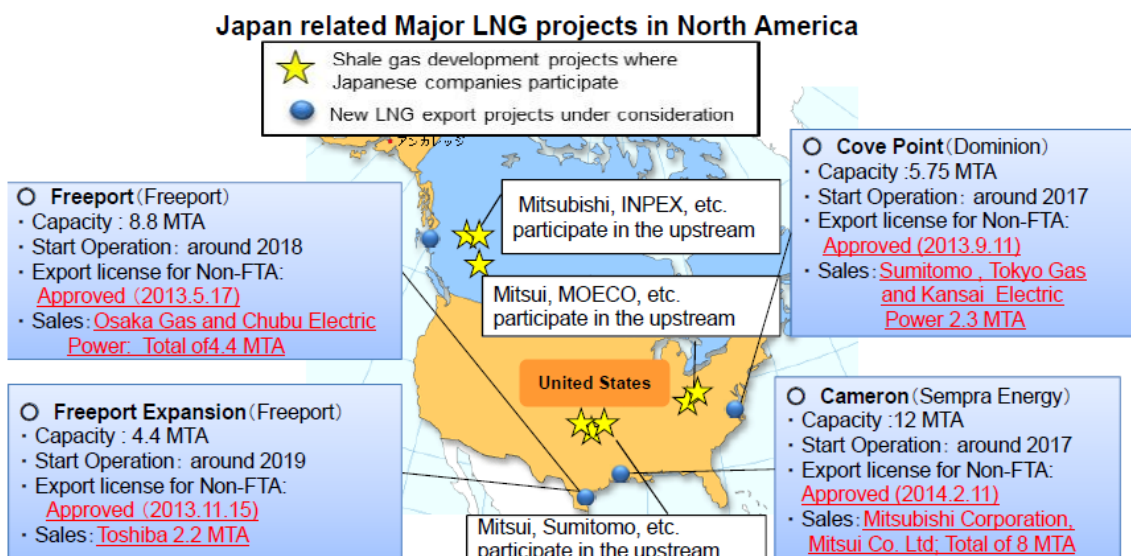 Japan related Major LNG projects in North America
Shale gas development projects where
Japanese companies participate
New LNG export projects under consideration
アンカレッジ
○ Freeport(Freeport)
・Capacity : 8.8 MTA
・Start Operation: around 2018
・Export license for Non-FTA:
Approved (2013.5.17)
・Sales:Osaka Gas and Chubu Electric
Power: Total of4.4 MTA
Mitsubishi, INPEX, etc.
participate in the upstream
Mitsui, MOECO, etc.
participate in the upstream
○ Cove Point(Dominion)
・Capacity :5.75 MTA
・Start Operation: around 2017
・Export license for Non-FTA:
Approved (2013.9.11)
・Sales:Sumitomo , Tokyo Gas
and Kansai Electric
Power 2.3 MTA
United States
○ Freeport Expansion(Freeport)
・Capacity : 4.4 MTA
・Start Operation: around 2019
・Export license for Non-FTA:
Approved (2013.11.15)
・Sales:Toshiba 2.2 MTA
○ Cameron(Sempra Energy)
・Capacity :12 MTA
・Start Operation: around 2017
・Export license for Non-FTA:
Approved (2014.2.11)
・Sales:Mitsubishi Corporation,
Mitsui Co. Ltd; Total of 8 MTA
Mitsui, Sumitomo, etc.
participate in the upstream